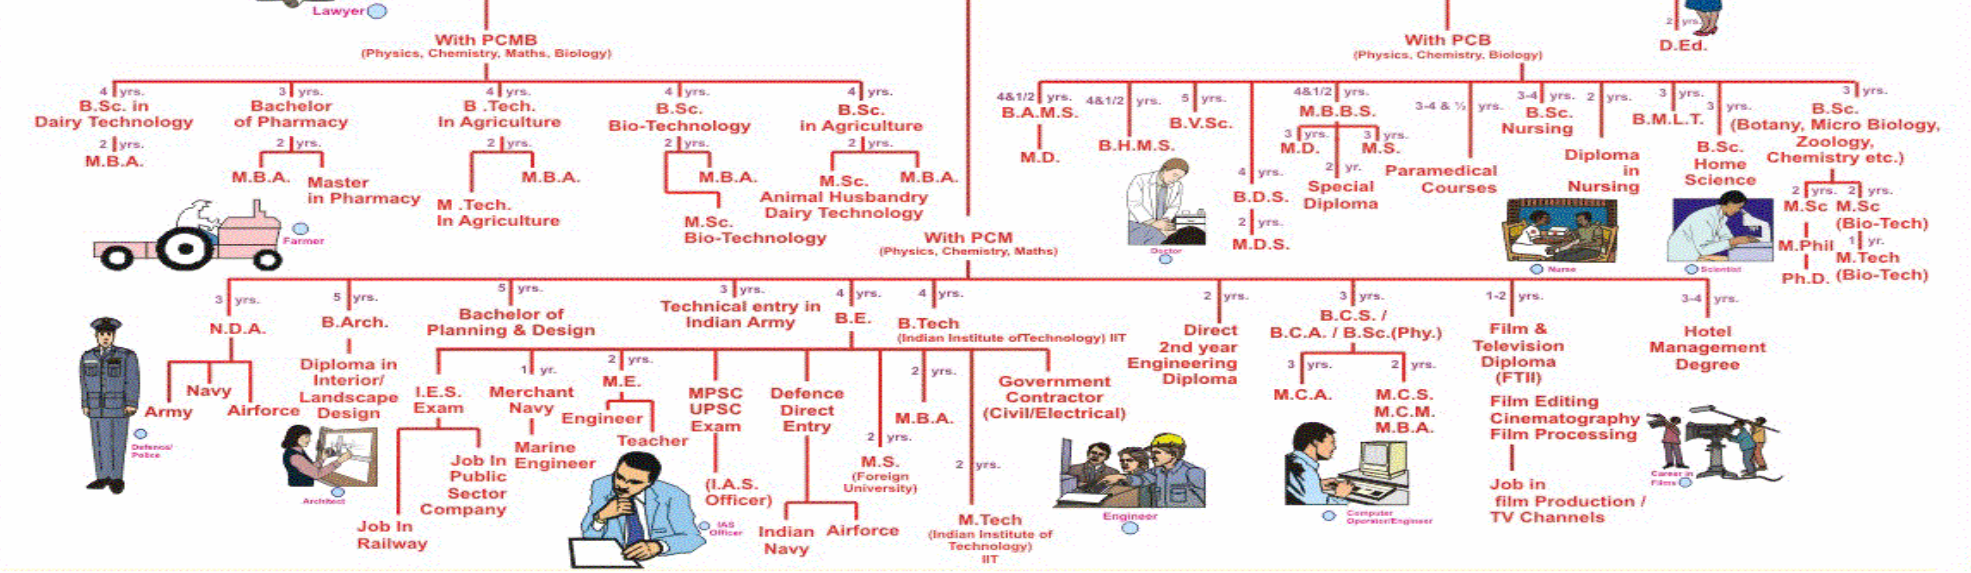 Lawyer
2 yrs.
D.Ed.
With PCMB
(Physics, Chemistry, Maths, Biology)
4 yrs.
B.Sc. in
Dairy Technology
2 yrs.
M.B.A.
3 yrs.
Bachelor
of Pharmacy
2 yrs.
M.B.A.
Master
in Pharmacy
4 yrs.
B .Tech.
In Agriculture
2 yrs.
M .Tech.
In Agriculture
M.B.A.
4 yrs.
B.Sc.
Bio-Technology
2 yrs.
M.B.A.
M.Sc.
Bio-Technology
4 yrs.
B.Sc.
in Agriculture
2 yrs.
M.Sc.
Animal Husbandry
Dairy Technology
M.B.A.
Farmer
With PCB
(Physics, Chemistry, Biology)
4&1/2 yrs.
B.A.M.S.
M.D.
4&1/2 yrs.
B.H.M.S.
5 yrs.
B.V.Sc.
4 yrs.
B.D.S.
2 yrs.
M.D.S.
4&1/2 yrs.
M.B.B.S.
3 yrs.
M.D.
3 yrs.
M.S.
2 yr.
Special
Diploma
3-4 & ½ yrs.
Paramedical
Courses
3-4 yrs.
B.Sc.
Nursing
2 yrs.
Diploma
in
Nursing
3 yrs.
B.M.L.T.
3 yrs.
B.Sc.
Home
Science
3 yrs.
B.Sc.
(Botany, Micro Biology,
Zoology,
Chemistry etc.)
2 yrs.
M.Sc
M.Phil
Ph.D.
2 yrs.
M.Sc
(Bio-Tech)
1 yr.
M.Tech
(Bio-Tech)
Doctor
Nurse
Scientist
With PCM
(Physics, Chemistry, Maths)
3 yrs.
N.D.A.
Army
Navy
Airforce
Defence/
Police
5 yrs.
B.Arch.
Diploma in
Interior/
Landscape
Design
Architect
5 yrs.
Bachelor of
Planning & Design
3 yrs.
Technical entry in
Indian Army
4 yrs.
B.E.
I.E.S.
Exam
Job In
Railway
Job In
Public
Sector
Company
1 yr.
Merchant
Navy
Marine
Engineer
2 yrs.
M.E.
Engineer
Teacher
MPSC
UPSC
Exam
(I.A.S.
Officer)
IAS
Officer
Defence
Direct
Entry
Indian
Navy
Airforce
2 yrs.
M.S.
(Foreign
University)
2 yrs.
M.B.A.
2 yrs.
M.Tech
(Indian Institute of
Technology)
IIT
Government
Contractor
(Civil/Electrical)
Engineer
4 yrs.
B.Tech
(Indian Institute ofTechnology) IIT
2 yrs.
Direct
2nd year
Engineering
Diploma
3 yrs.
B.C.S. /
B.C.A. / B.Sc.(Phy.)
3 yrs.
M.C.A.
2 yrs.
M.C.S.
M.C.M.
M.B.A.
Computer
Operator/Engineer
1-2 yrs.
Film &
Television
Diploma
(FTII)
Film Editing
Cinematography
Film Processing
Job in
film Production /
TV Channels
Career in
Films
3-4 yrs.
Hotel
Management
Degree